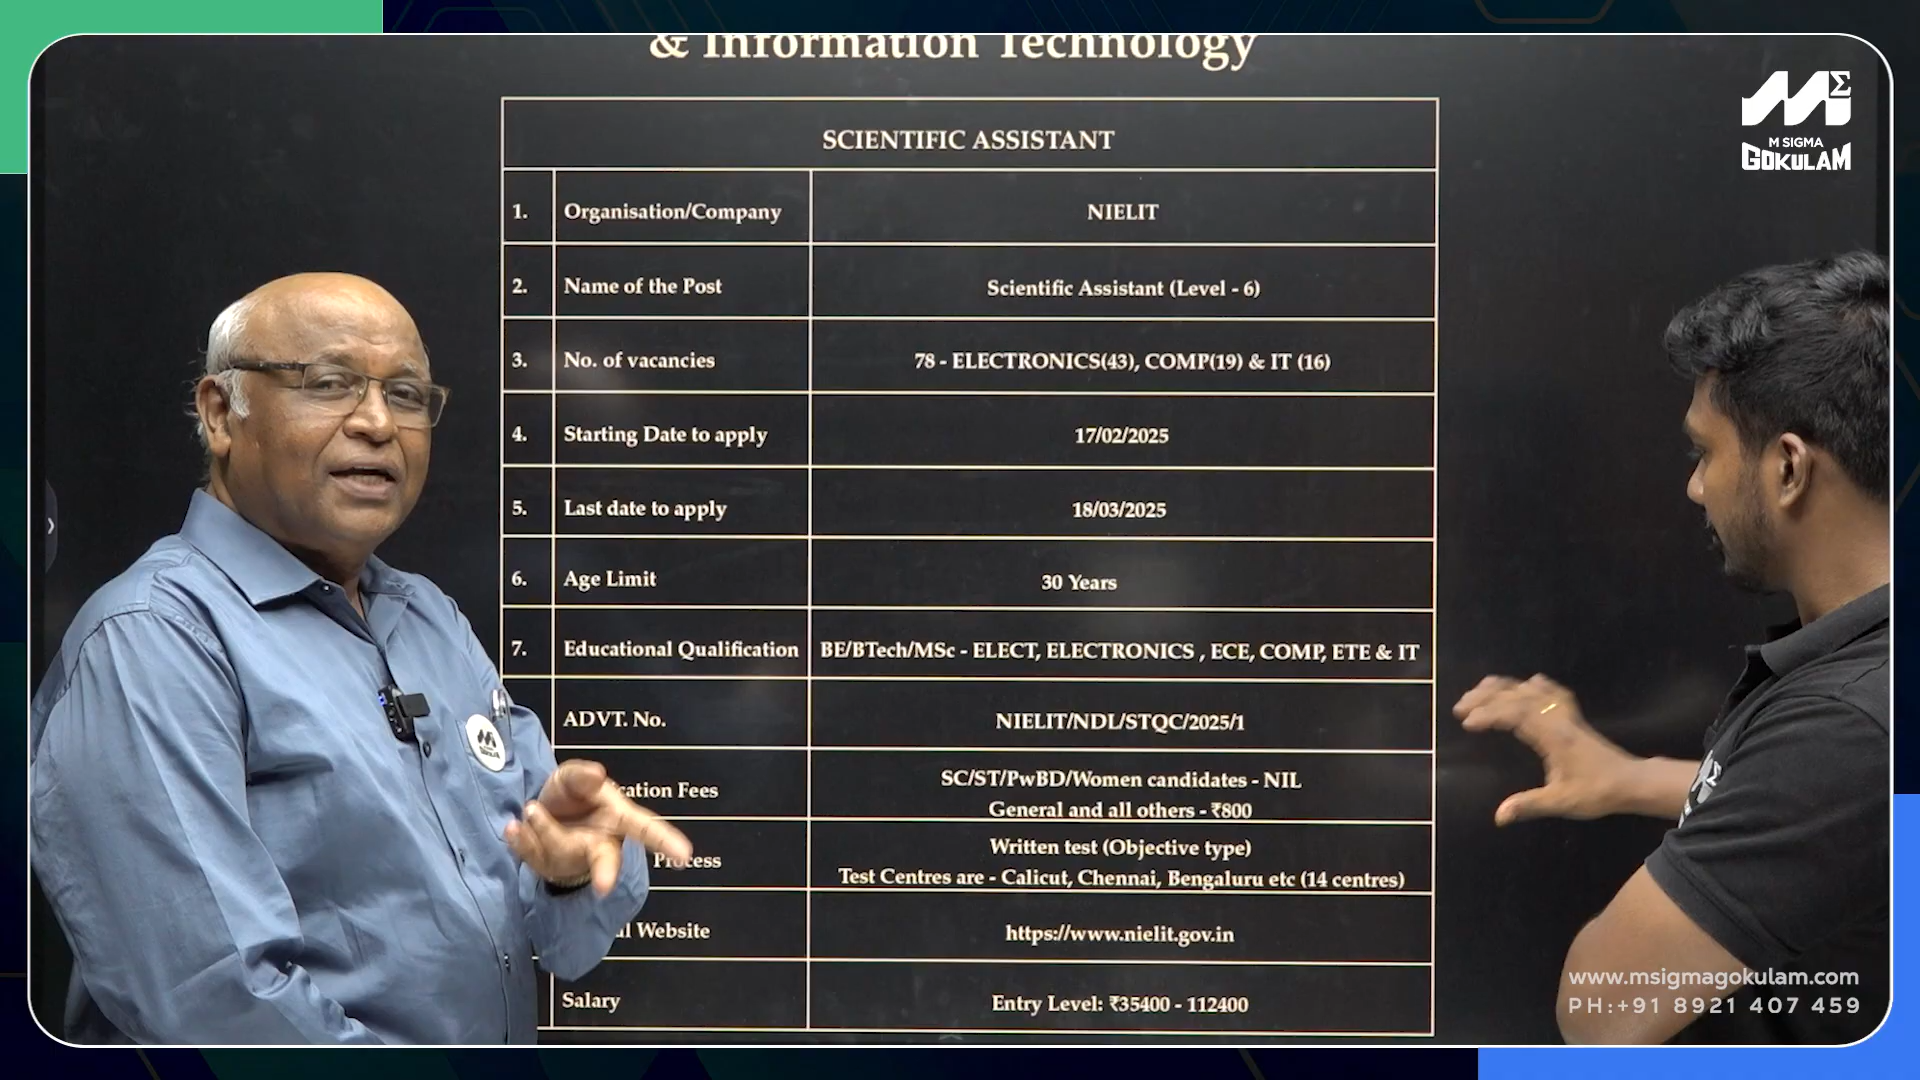 & Information Technology
SCIENTIFIC ASSISTANT
1. Organisation/Company NIELIT
2. Name of the Post Scientific Assistant (Level - 6)
3. No. of vacancies 78 - ELECTRONICS(43), COMP(19) & IT (16)
4. Starting Date to apply 17/02/2025
5. Last date to apply 18/03/2025
6. Age Limit 30 Years
7. Educational Qualification BE/BTech/MSc - ELECT, ELECTRONICS , ECE, COMP, ETE & IT
ADVT. No. NIELIT/NDL/STQC/2025/1
Fees SC/ST/PwBD/Women candidates - NIL
General and all others - ₹800
Process Written test (Objective type)
Test Centres are - Calicut, Chennai, Bengaluru etc (14 centres)
Website https://www.nielit.gov.in
Salary Entry Level: ₹35400 - 112400
M Σ
M SIGMA
GOKULAM
www.msigmagokulam.com
PH:+91 8921 407 459